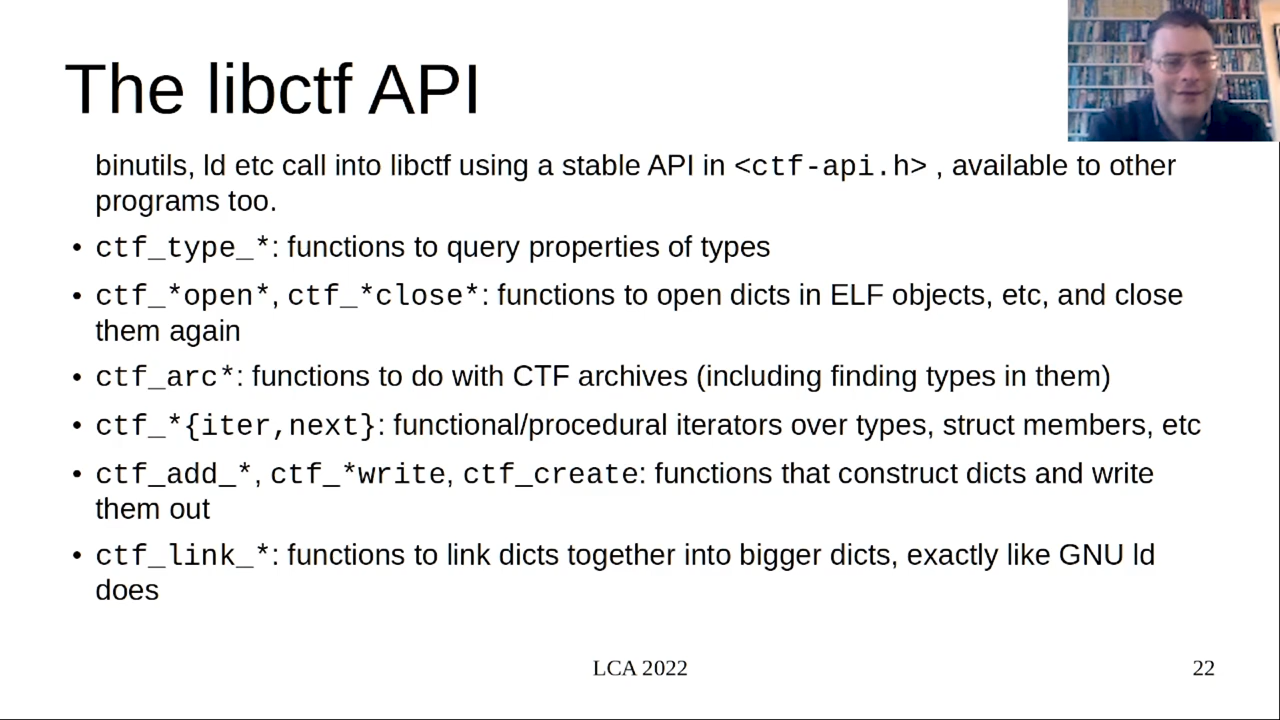 The libctf API
binutils, ld etc call into libctf using a stable API in <ctf-api.h> , available to other
programs too.
• ctf_type_*: functions to query properties of types
• ctf_*open*, ctf_*close*: functions to open dicts in ELF objects, etc, and close
them again
• ctf_arc*: functions to do with CTF archives (including finding types in them)
• ctf_*{iter,next}: functional/procedural iterators over types, struct members, etc
• ctf_add_*, ctf_*write, ctf_create: functions that construct dicts and write
them out
• ctf_link_*: functions to link dicts together into bigger dicts, exactly like GNU ld
does
LCA 2022
22